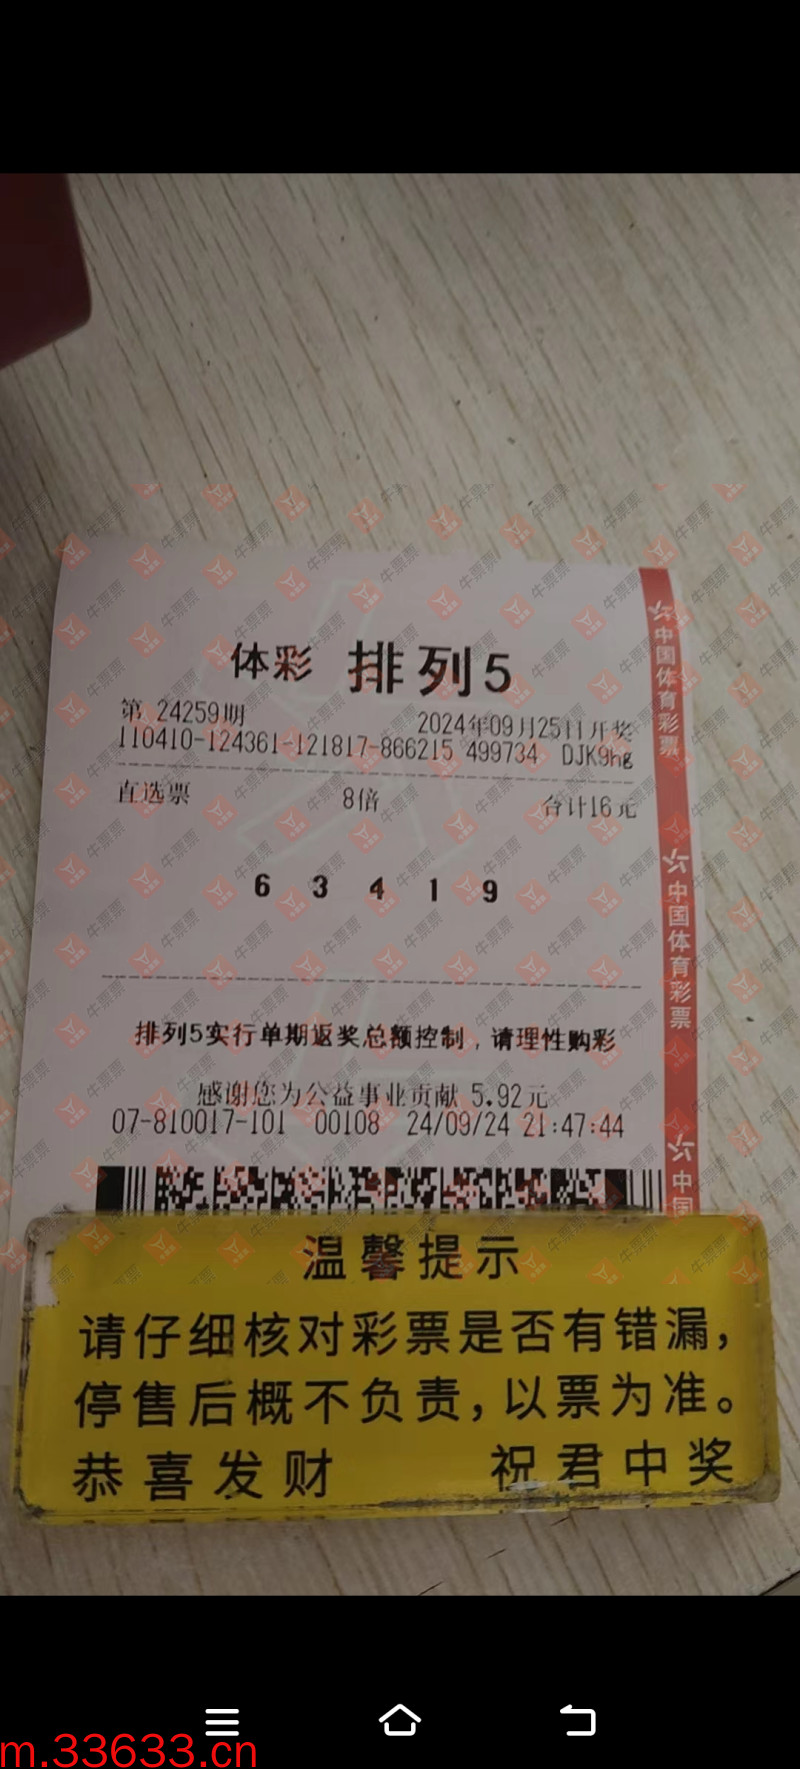 体彩 排列5
第 24259期 2024年09月25日开奖
110410-124361-121817-866215 499734 DJK9hg
直选票 8倍 合计16元
6 3 4 1 9
排列5实行单期返奖总额控制，请理性购彩
感谢您为公益事业贡献 5.92元
07-810017-101 00108 24/09/24 21:47:44
中国体育彩票
中国体育彩票
中国
温馨提示
请仔细核对彩票是否有错漏，
停售后概不负责，以票为准。
恭喜发财 祝君中奖
牛票票
m.33633.cn